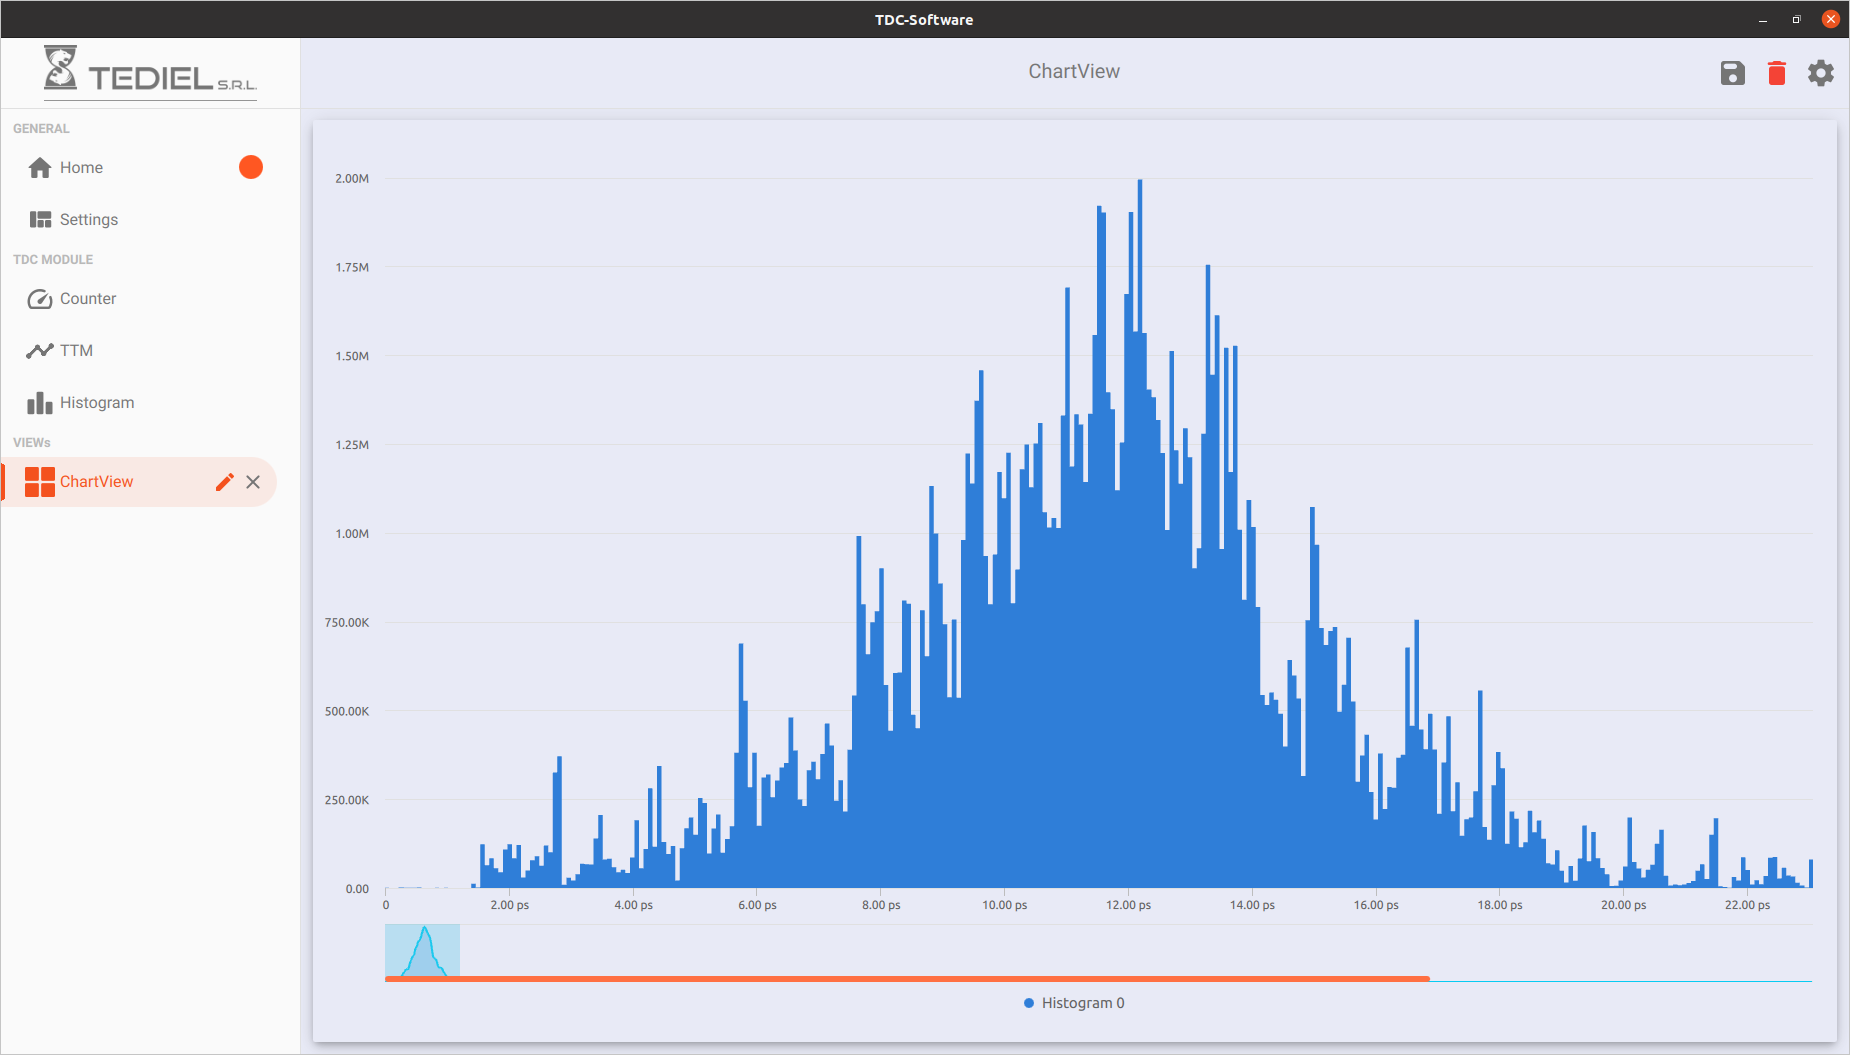 TDC-Software
TEDIEL S.R.L.
ChartView
GENERAL
Home
Settings
TDC MODULE
Counter
TTM
Histogram
VIEWs
ChartView
2.00M
1.75M
1.50M
1.25M
1.00M
750.00K
500.00K
250.00K
0.00
0 2.00 ps 4.00 ps 6.00 ps 8.00 ps 10.00 ps 12.00 ps 14.00 ps 16.00 ps 18.00 ps 20.00 ps 22.00 ps
Histogram 0